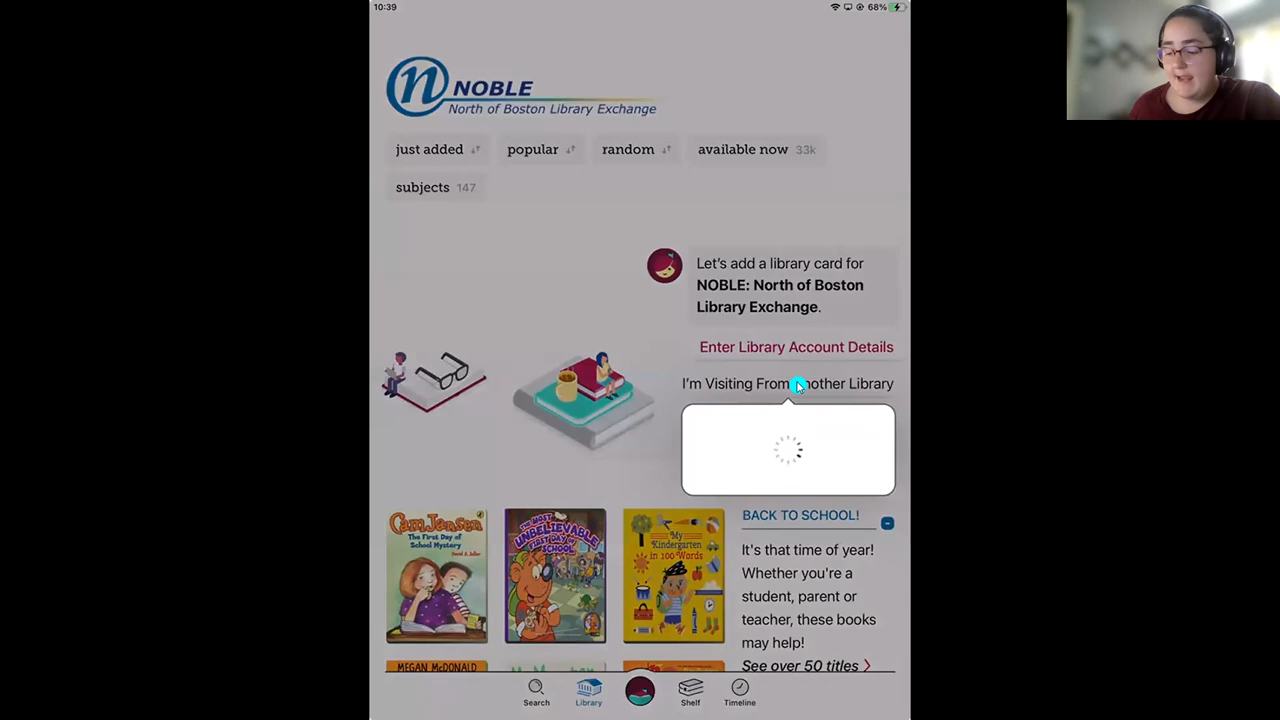 10:39
68%
NOBLE
North of Boston Library Exchange
just added
popular
random
available now 33k
subjects 147
Let's add a library card for
NOBLE: North of Boston
Library Exchange.
Enter Library Account Details
I'm Visiting From Another Library
Cam Jansen
The First Day of
School Mystery
David A. Adler
THE MOST
UNBELIEVABLE
FIRST DAY OF
SCHOOL
My
Kindergarten
in 100 Words
BACK TO SCHOOL!
It's that time of year!
Whether you're a
student, parent or
teacher, these books
may help!
See over 50 titles
MEGAN McDONALD
Search
Library
Shelf
Timeline